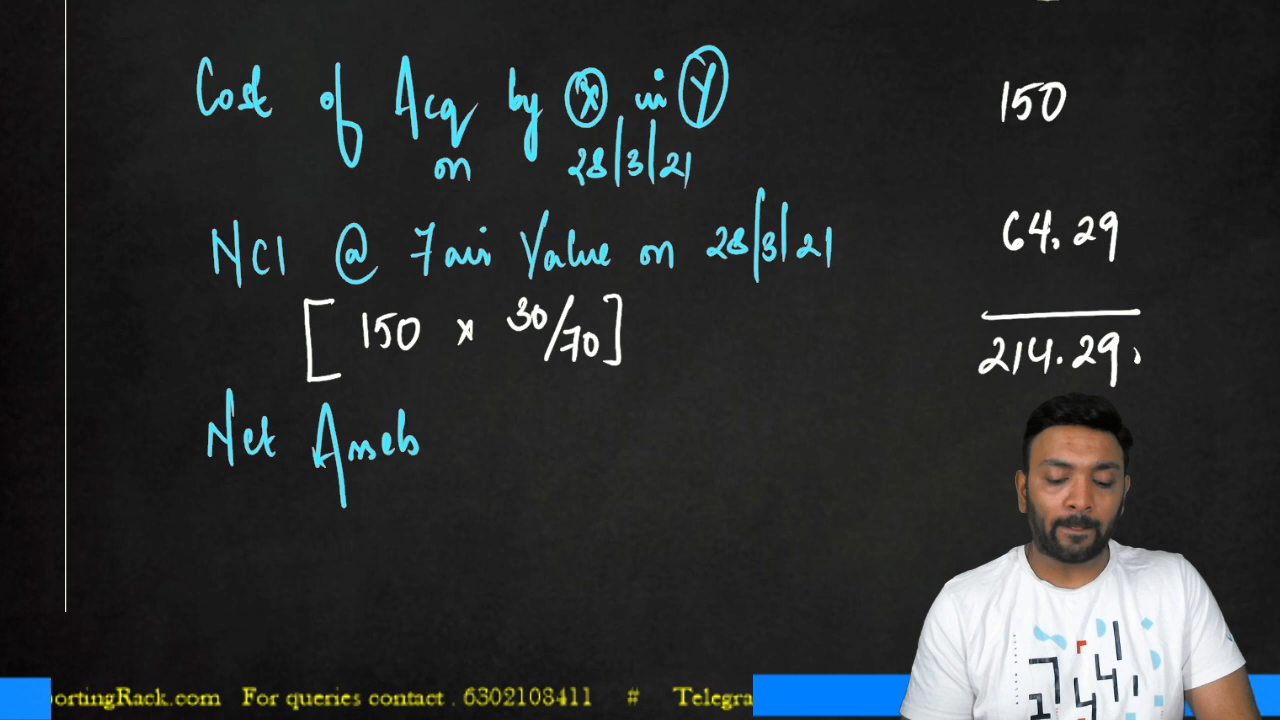 Cost of Acq by X in Y 150
on 28/3/21
NCI @ Fair Value on 28/3/21 64.29
[ 150 x 30/70 ]
214.29
Net Assets
ortingRack.com For queries contact . 6302108411 # Telegra